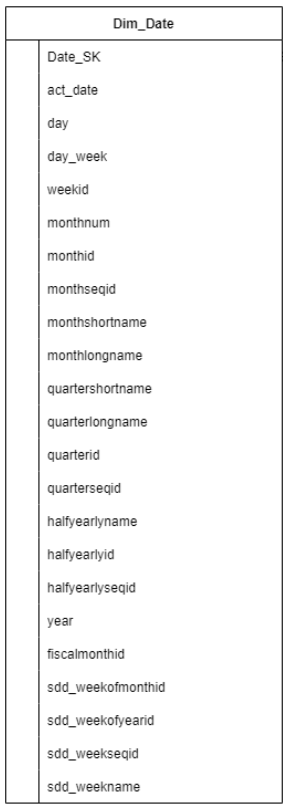 Dim_Date
Date_SK
act_date
day
day_week
weekid
monthnum
monthid
monthseqid
monthshortname
monthlongname
quartershortname
quarterlongname
quarterid
quarterseqid
halfyearlyname
halfyearlyid
halfyearlyseqid
year
fiscalmonthid
sdd_weekofmonthid
sdd_weekofyearid
sdd_weekseqid
sdd_weekname